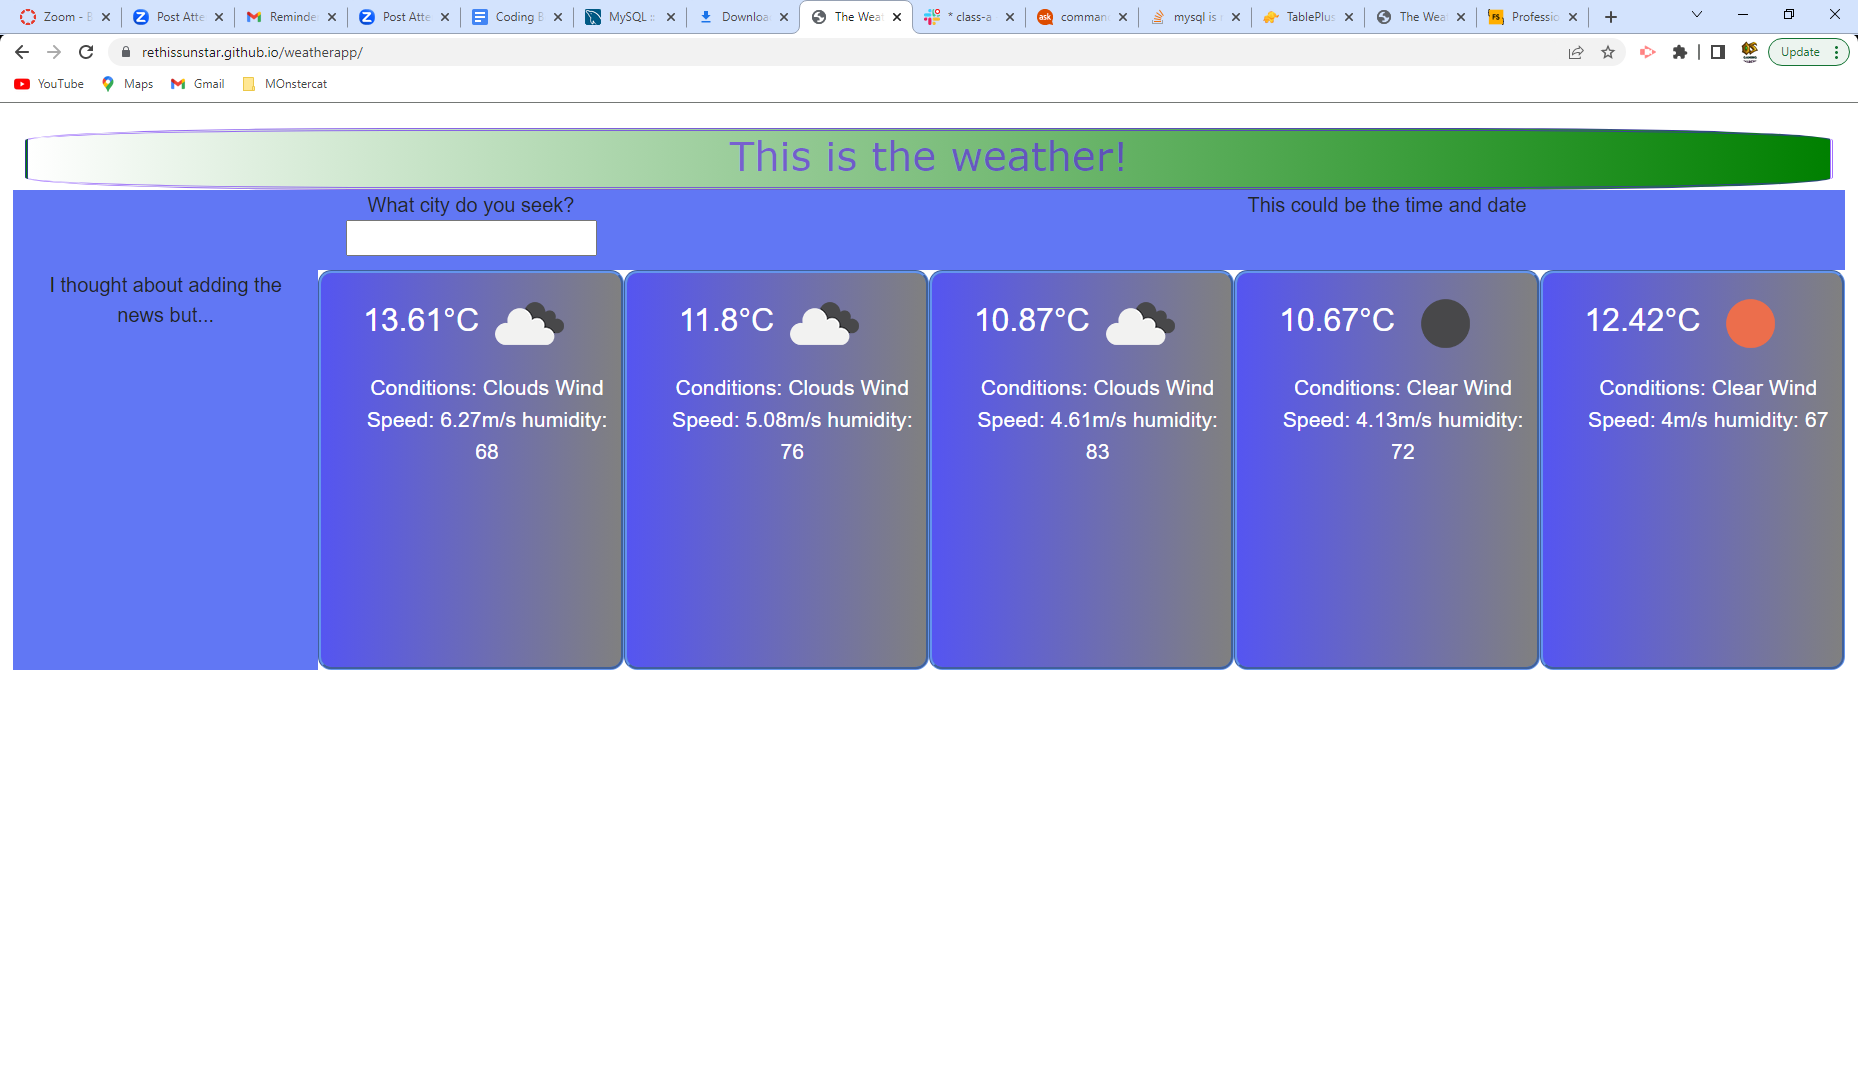 Zoom - B
Post Atte
Reminde
Post Atte
Coding B
MySQL ::
Downloa
The Weat
* class-a
comman
mysql is
TablePlus
The Weat
Professio
rethissunstar.github.io/weatherapp/
Update
YouTube
Maps
Gmail
MOnstercat
This is the weather!
What city do you seek?
This could be the time and date
I thought about adding the
news but...
13.61°C
Conditions: Clouds Wind
Speed: 6.27m/s humidity:
68
11.8°C
Conditions: Clouds Wind
Speed: 5.08m/s humidity:
76
10.87°C
Conditions: Clouds Wind
Speed: 4.61m/s humidity:
83
10.67°C
Conditions: Clear Wind
Speed: 4.13m/s humidity:
72
12.42°C
Conditions: Clear Wind
Speed: 4m/s humidity: 67